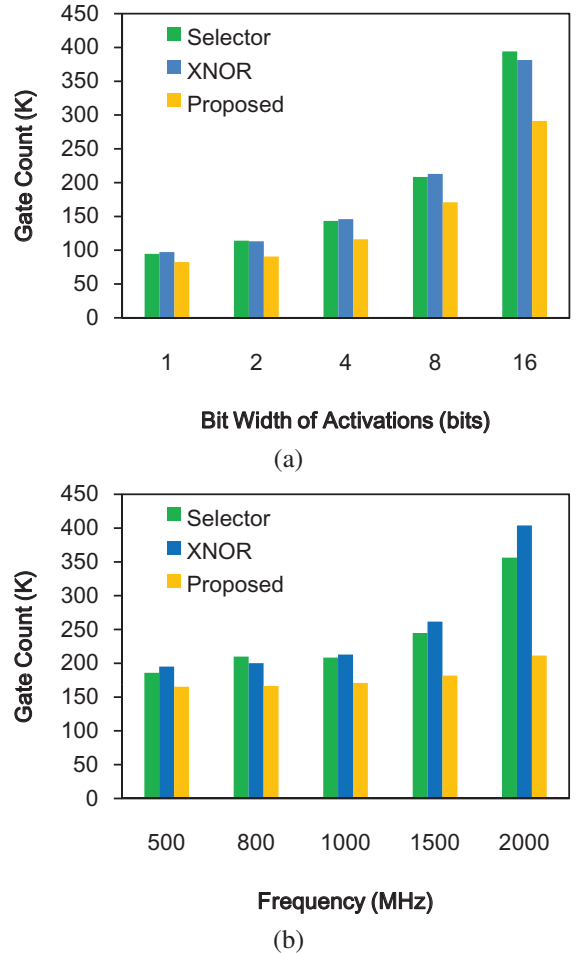 450
400
350
300
250
200
150
100
50
0
Gate Count (K)
Selector
XNOR
Proposed
1 2 4 8 16
Bit Width of Activations (bits)
(a)
450
400
350
300
250
200
150
100
50
0
Gate Count (K)
Selector
XNOR
Proposed
500 800 1000 1500 2000
Frequency (MHz)
(b)